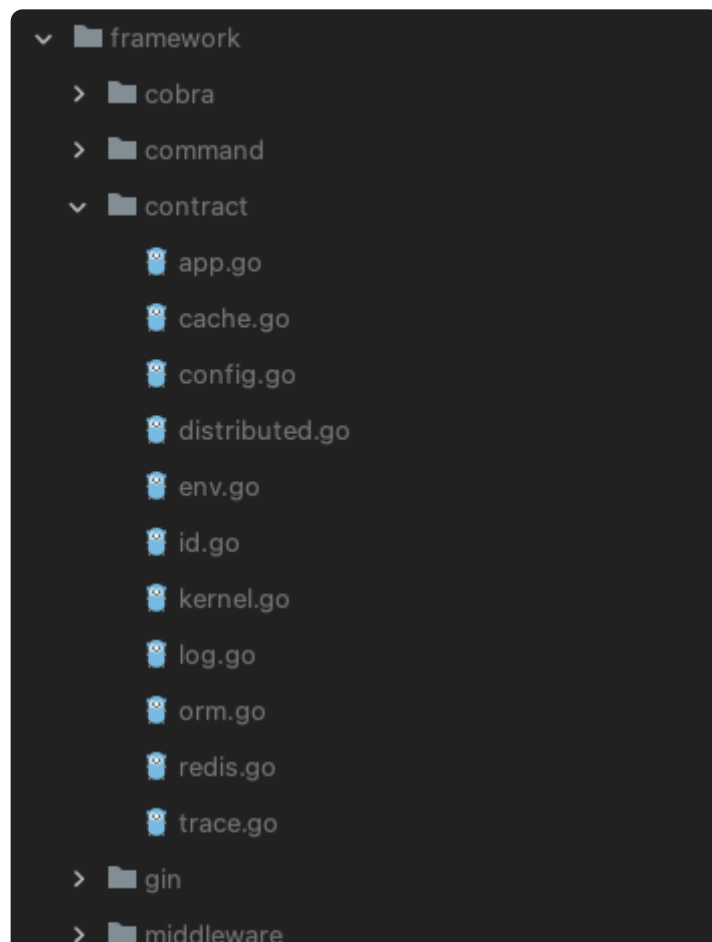 framework
cobra
command
contract
app.go
cache.go
config.go
distributed.go
env.go
id.go
kernel.go
log.go
orm.go
redis.go
trace.go
gin
middleware